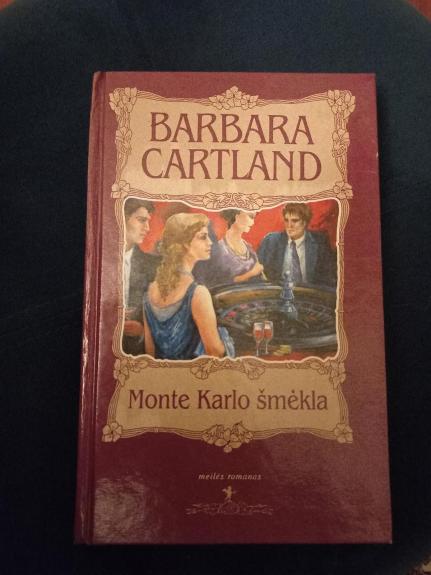 BARBARA
CARTLAND
Monte Karlo šmėkla
meilės romanas